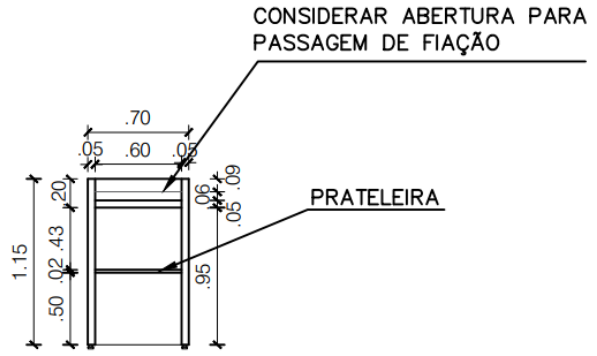 CONSIDERAR ABERTURA PARA
PASSAGEM DE FIAÇÃO
.70
.05 .60 .05
.20 .06 .09
PRATELEIRA
.05
1.15 .43
.02 .95
.50